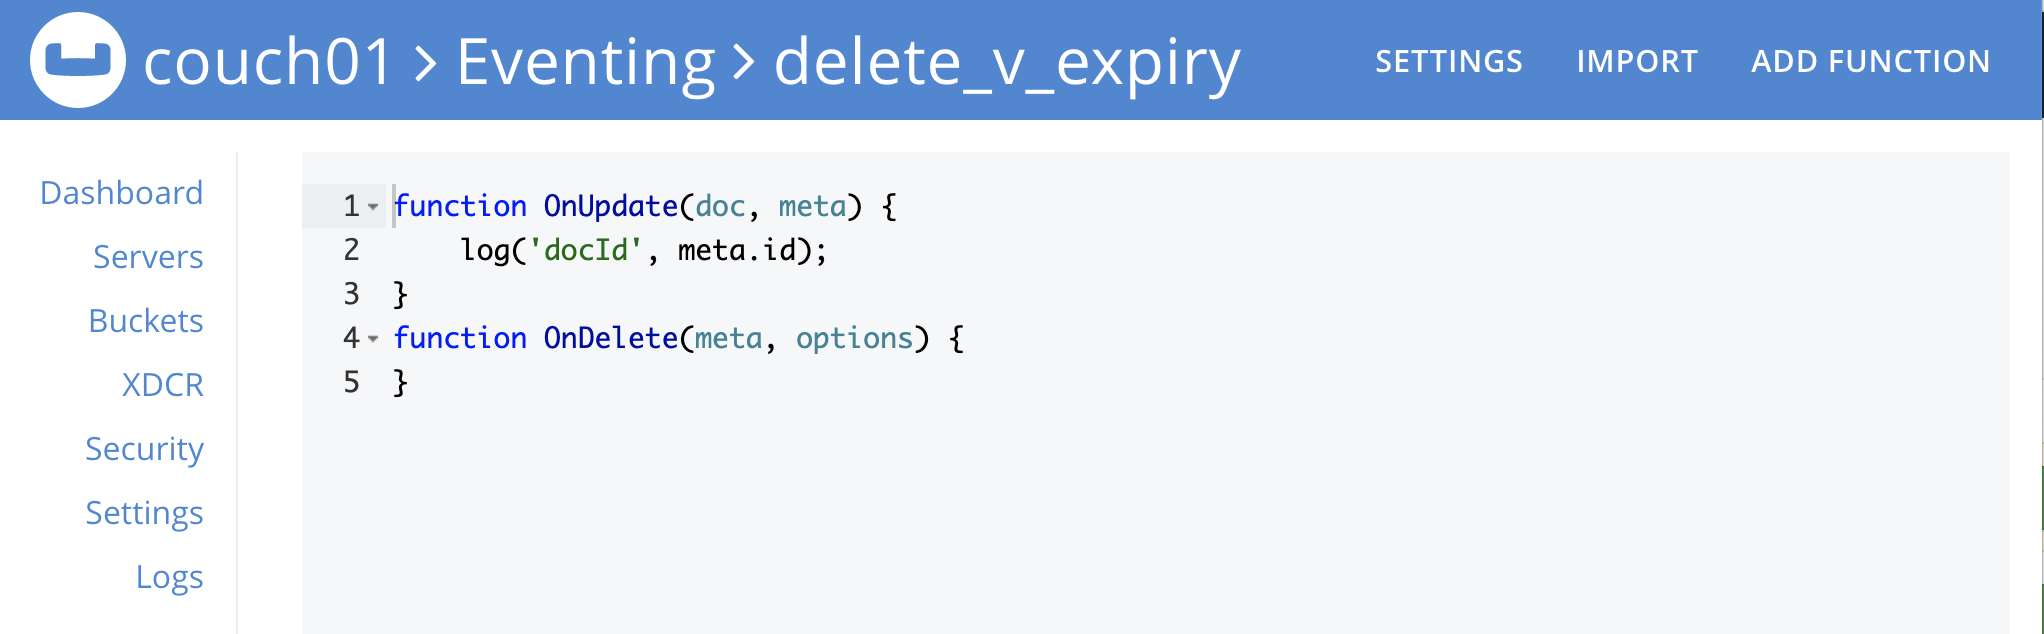 couch01 > Eventing > delete_v_expiry
SETTINGS IMPORT ADD FUNCTION
Dashboard
Servers
Buckets
XDCR
Security
Settings
Logs
1 function OnUpdate(doc, meta) {
2     log('docId', meta.id);
3 }
4 function OnDelete(meta, options) {
5 }